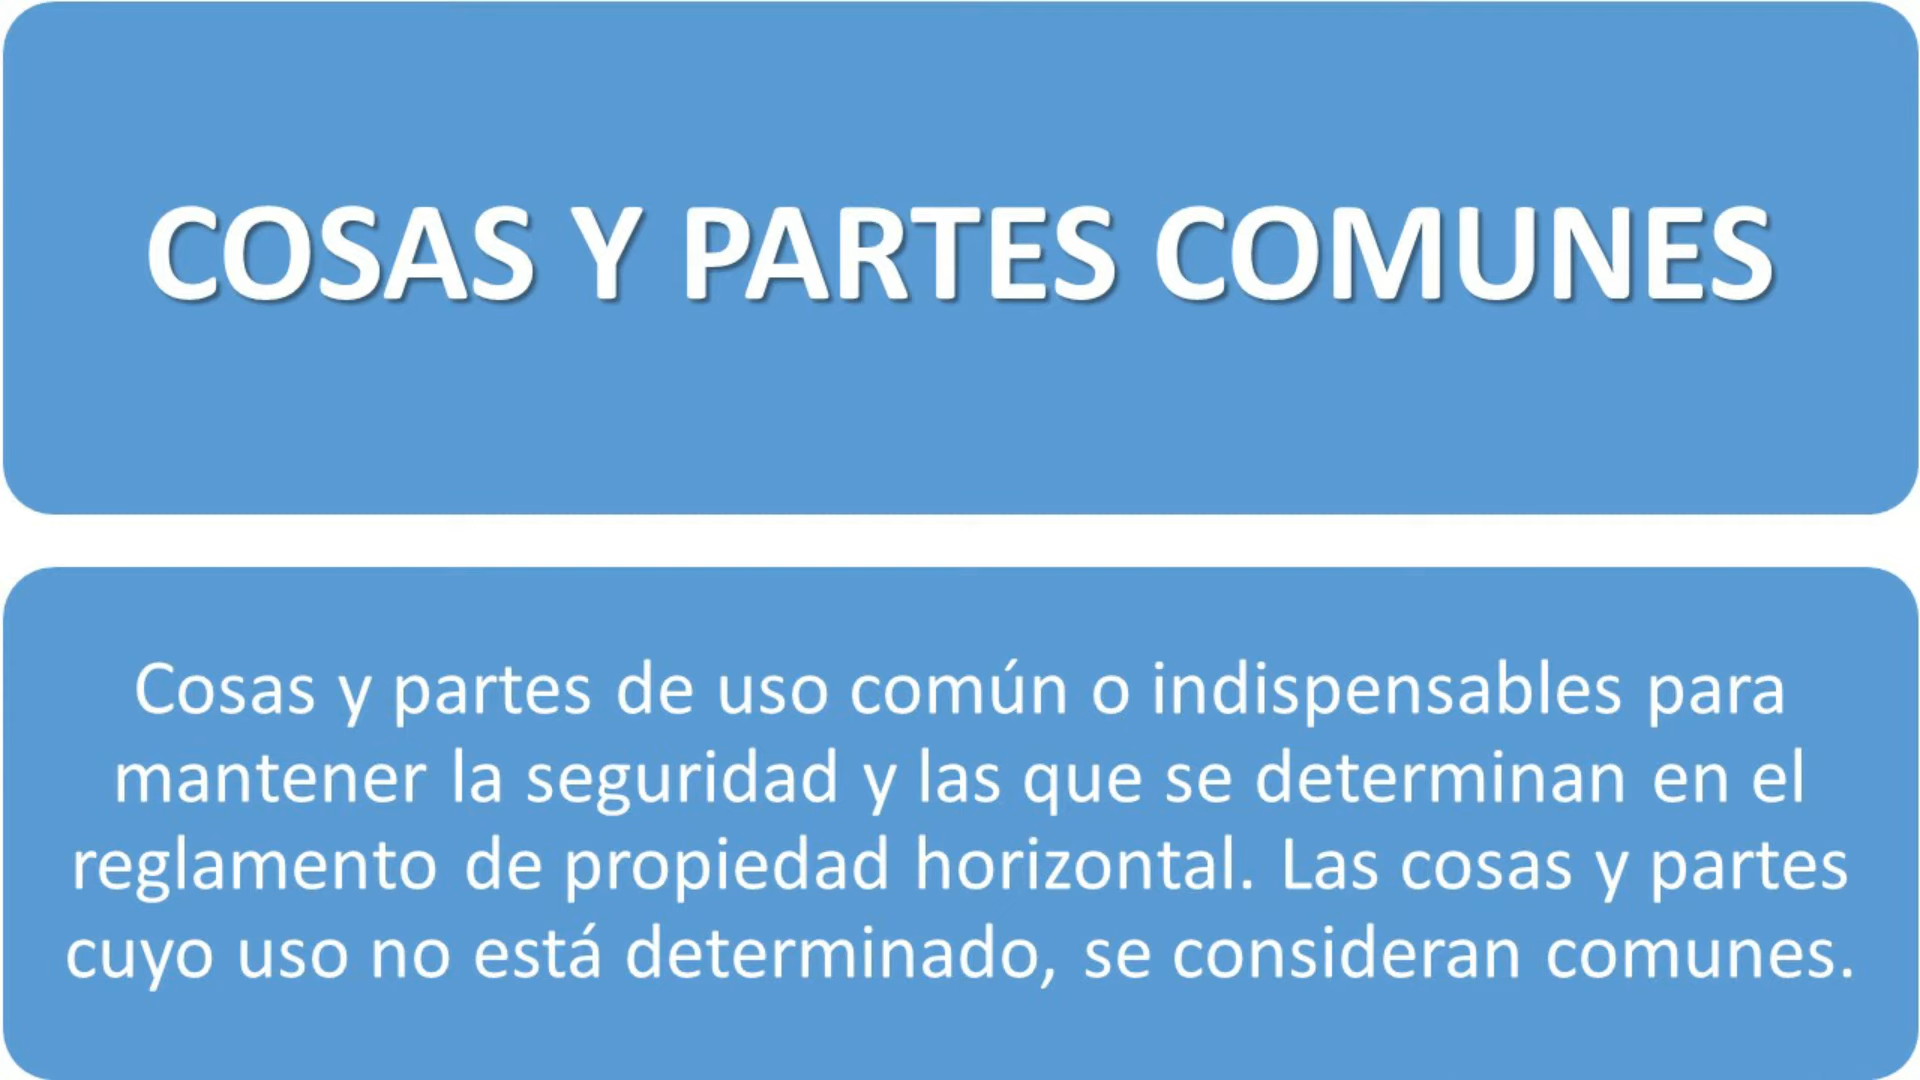 COSAS Y PARTES COMUNES
Cosas y partes de uso común o indispensables para
mantener la seguridad y las que se determinan en el
reglamento de propiedad horizontal. Las cosas y partes
cuyo uso no está determinado, se consideran comunes.